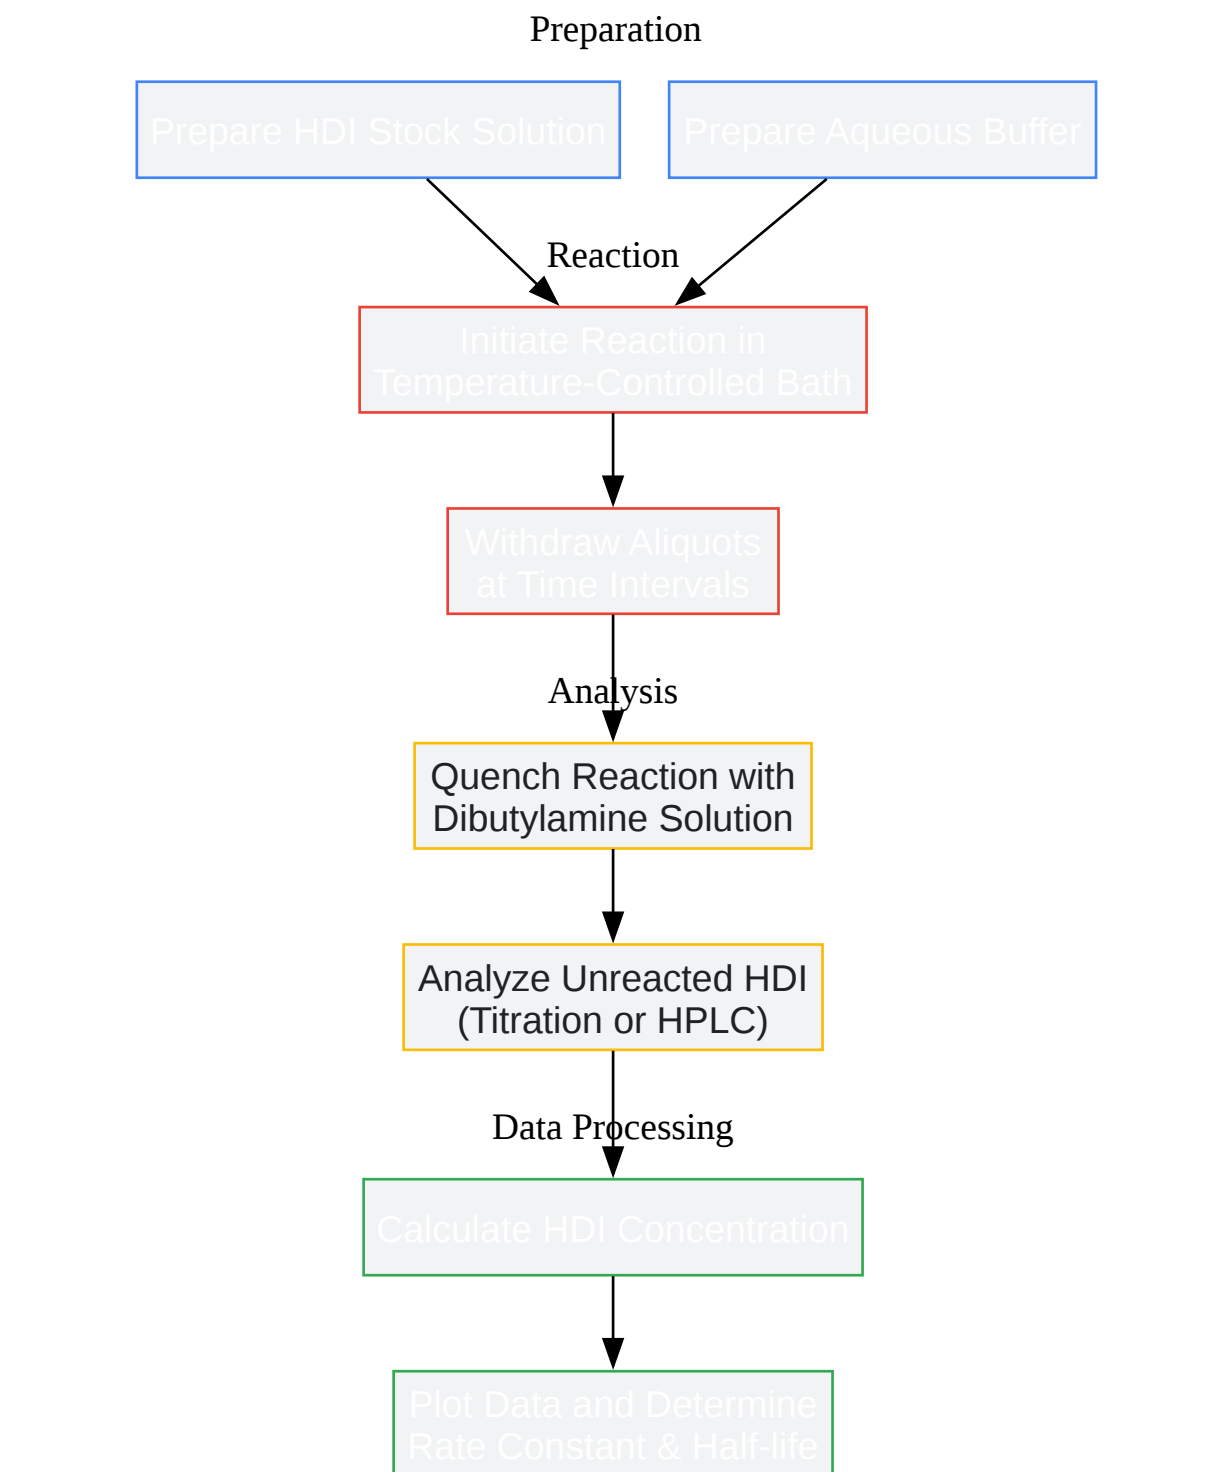 Preparation
Prepare HDI Stock Solution
Prepare Aqueous Buffer
Reaction
Initiate Reaction in
Temperature-Controlled Bath
Withdraw Aliquots
at Time Intervals
Analysis
Quench Reaction with
Dibutylamine Solution
Analyze Unreacted HDI
(Titration or HPLC)
Data Processing
Calculate HDI Concentration
Plot Data and Determine
Rate Constant & Half-life